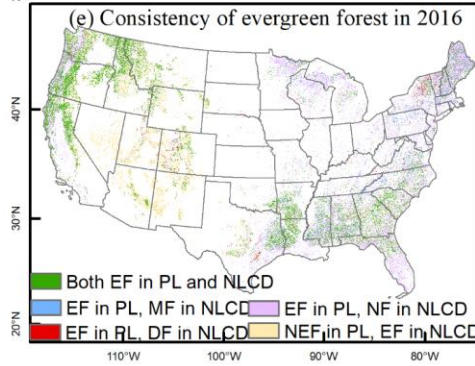 (e) Consistency of evergreen forest in 2016
40°N
30°N
20°N
Both EF in PL and NLCD
EF in PL, MF in NLCD
EF in PL, NF in NLCD
EF in PL, DF in NLCD
NEF in PL, EF in NLCD
110°W
100°W
90°W
80°W